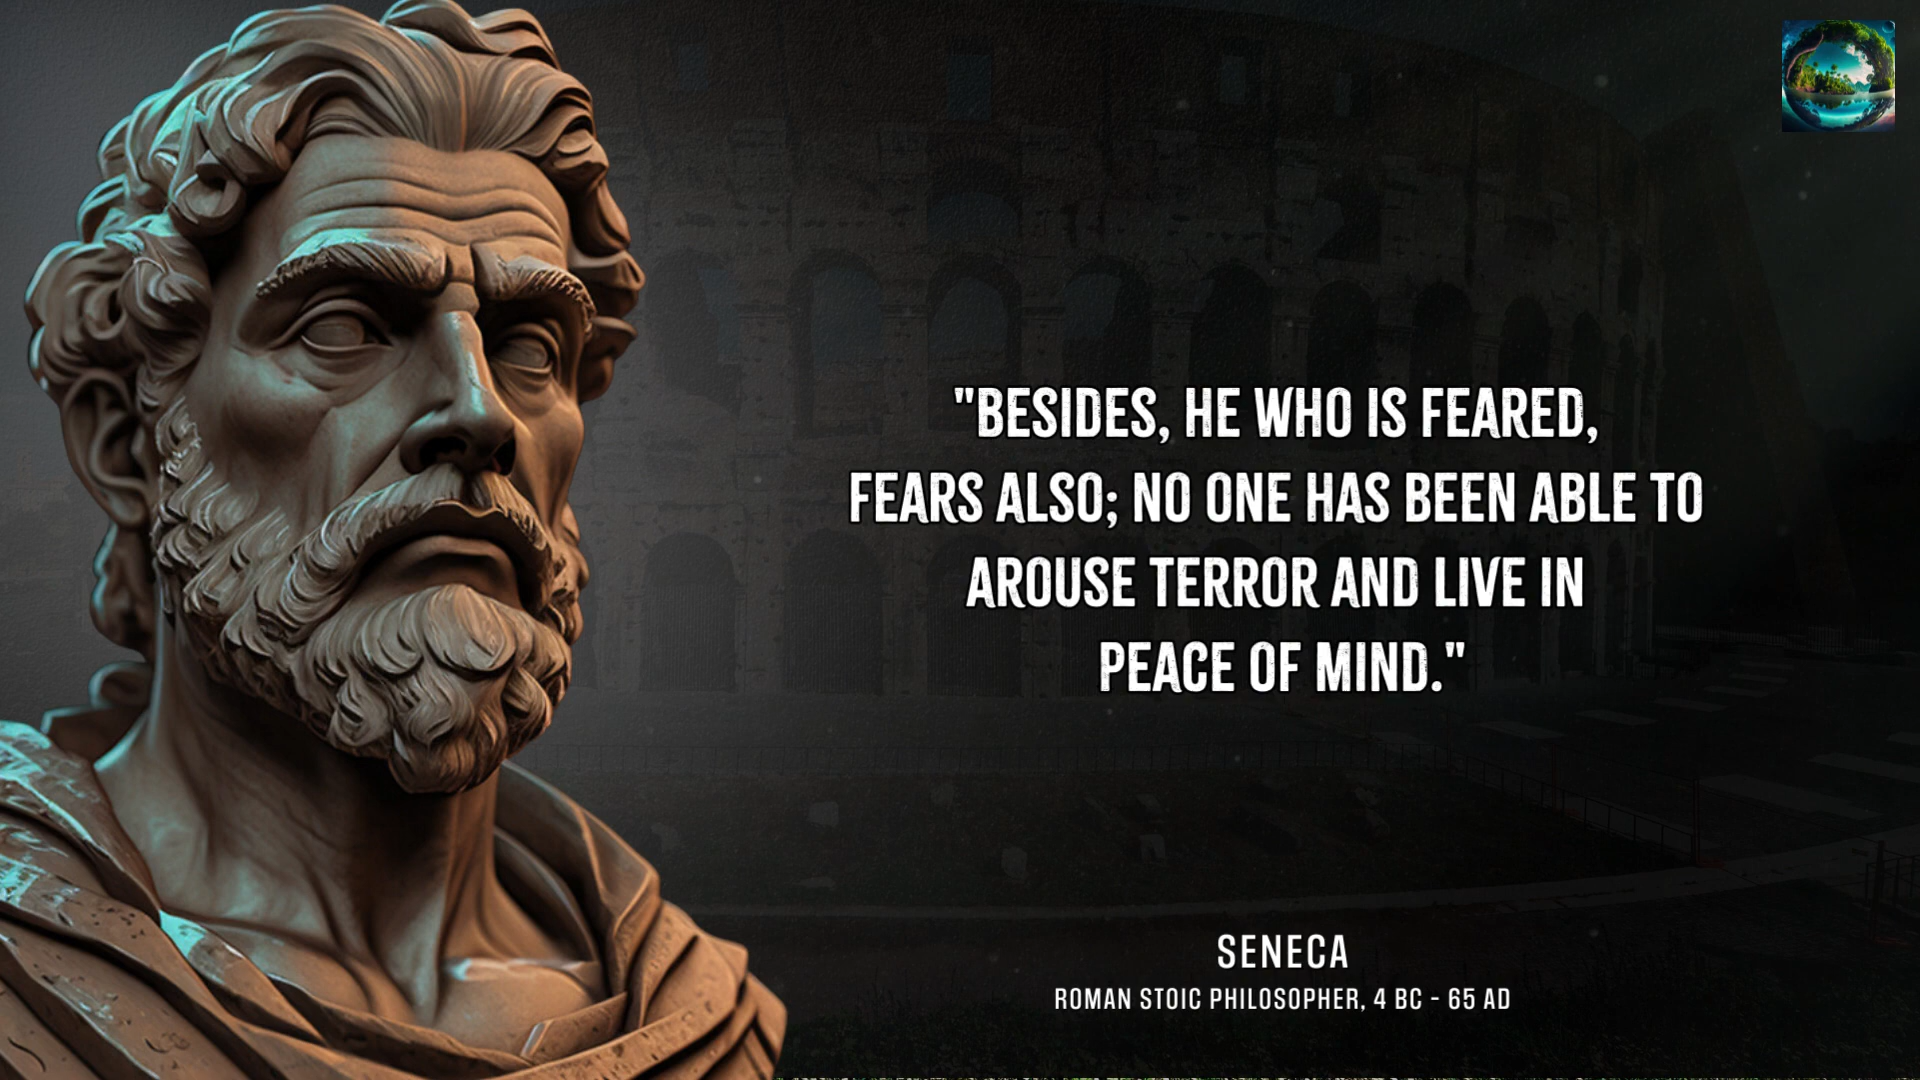 "BESIDES, HE WHO IS FEARED,
FEARS ALSO; NO ONE HAS BEEN ABLE TO
AROUSE TERROR AND LIVE IN
PEACE OF MIND."
SENECA
ROMAN STOIC PHILOSOPHER, 4 BC - 65 AD